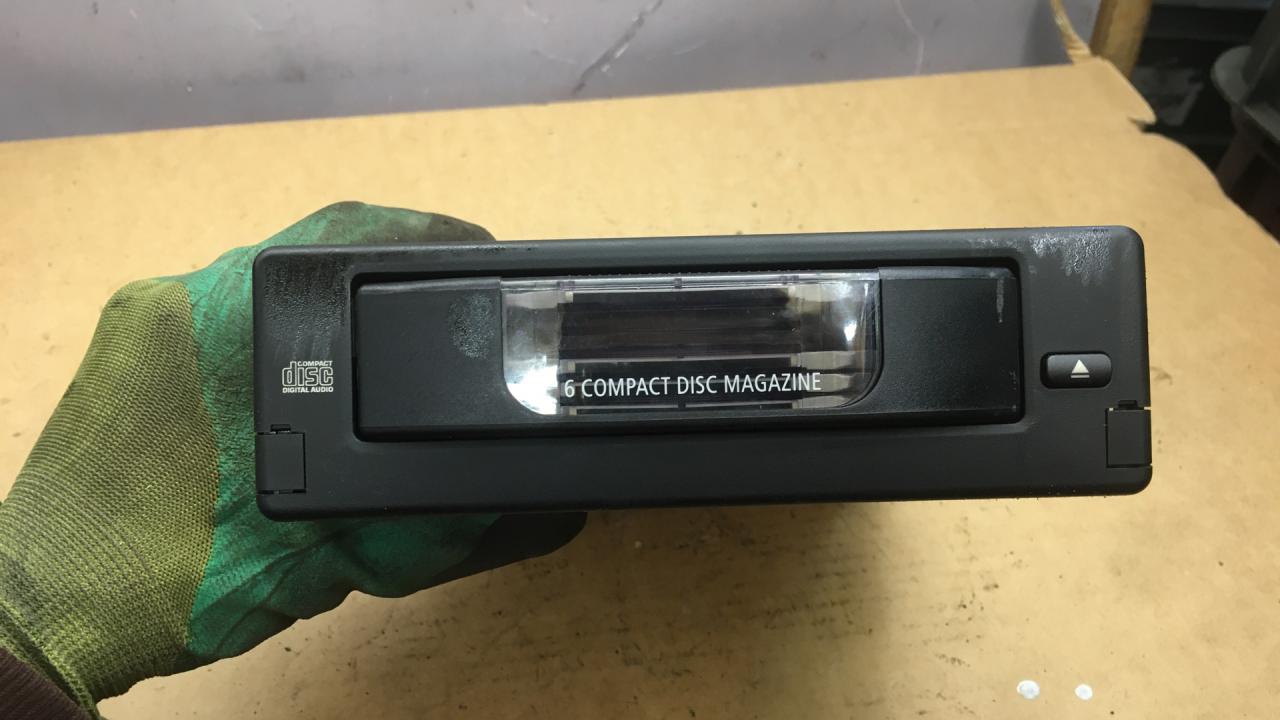 COMPACT
disc
DIGITAL AUDIO
6 COMPACT DISC MAGAZINE